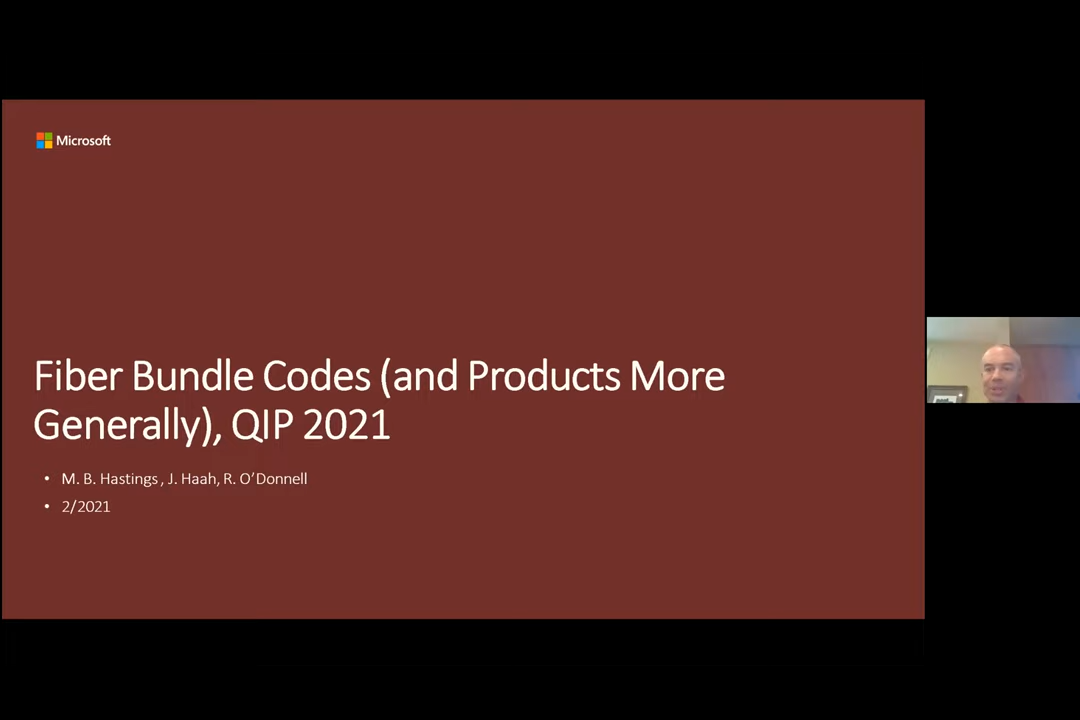 Microsoft
Fiber Bundle Codes (and Products More
Generally), QIP 2021
• M. B. Hastings , J. Haah, R. O'Donnell
• 2/2021